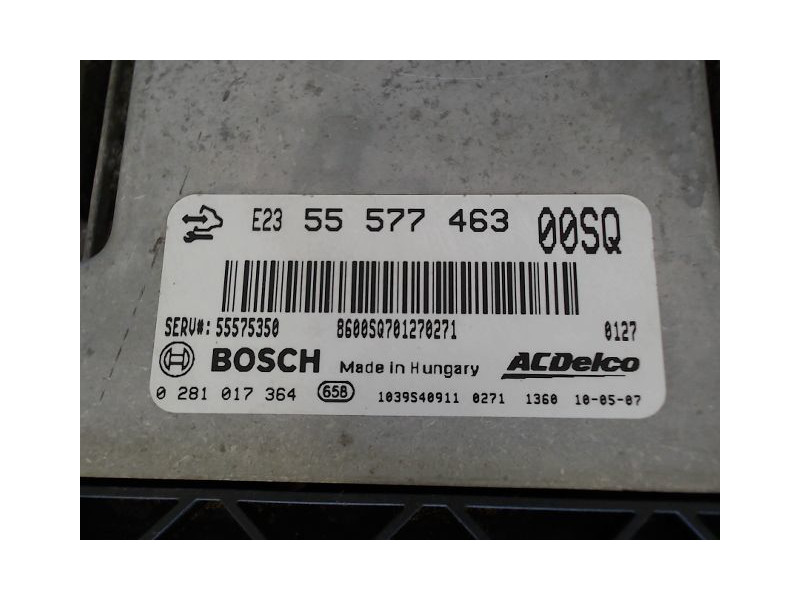 E23 55 577 463 00SQ
SERV#: 55575350 8600SQ701270271 0127
BOSCH Made in Hungary ACDelco
0 281 017 364 658 1039S40911 0271 1360 10-05-07